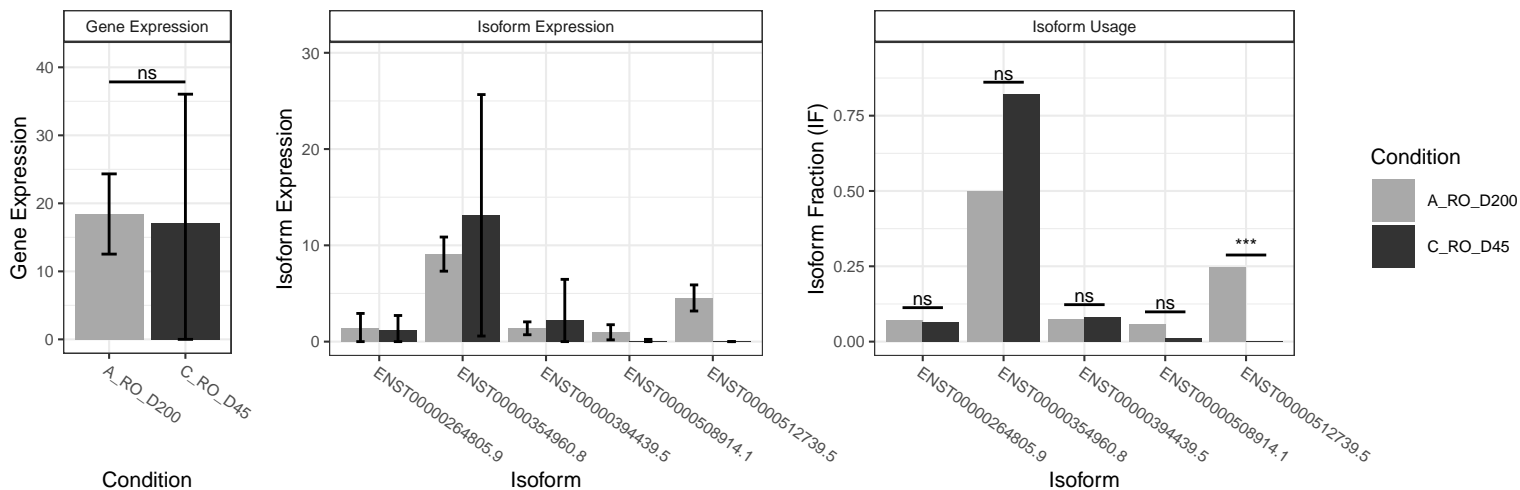 Gene Expression
Gene Expression
40
30
20
10
0
ns
A_RO_D200
C_RO_D45
Condition
Isoform Expression
Isoform Expression
30
20
10
0
ENST00000264805.9
ENST00000354960.8
ENST00000394439.5
ENST00000508914.1
ENST00000512739.5
Isoform
Isoform Usage
Isoform Fraction (IF)
0.75
0.50
0.25
0.00
ns
ns
ns
ns
***
ENST00000264805.9
ENST00000354960.8
ENST00000394439.5
ENST00000508914.1
ENST00000512739.5
Isoform
Condition
A_RO_D200
C_RO_D45